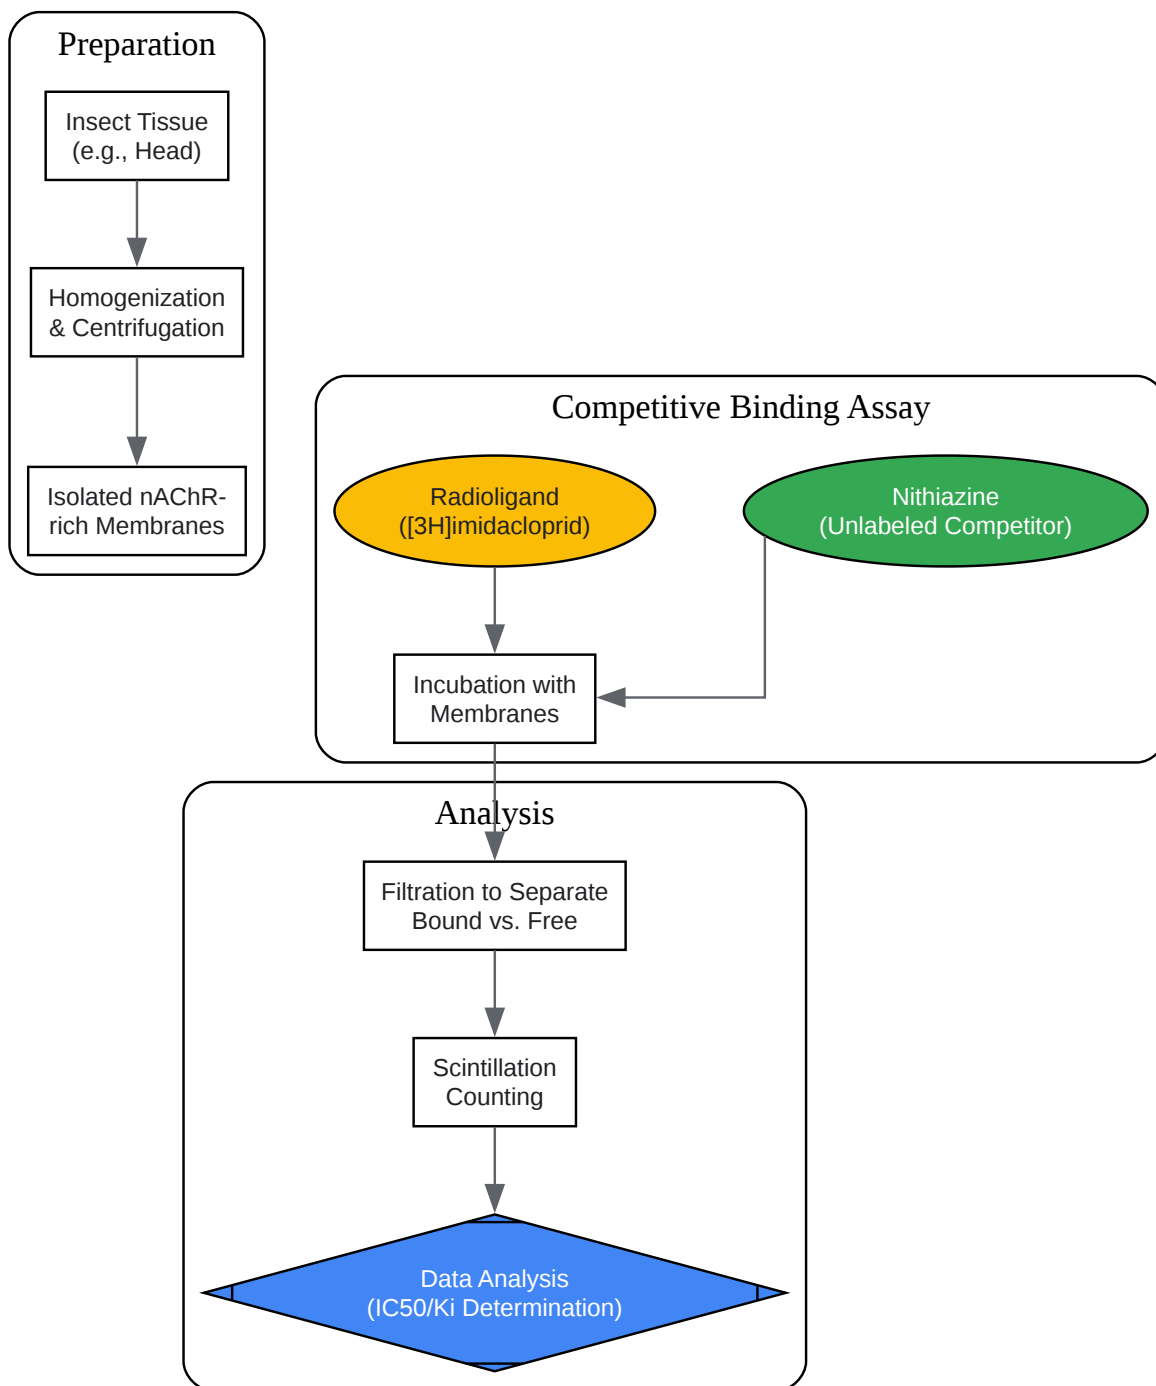 Preparation
Insect Tissue
(e.g., Head)
Homogenization
& Centrifugation
Isolated nAChR-
rich Membranes
Competitive Binding Assay
Radioligand
([3H]imidacloprid)
Nithiazine
(Unlabeled Competitor)
Incubation with
Membranes
Analysis
Filtration to Separate
Bound vs. Free
Scintillation
Counting
Data Analysis
(IC50/Ki Determination)